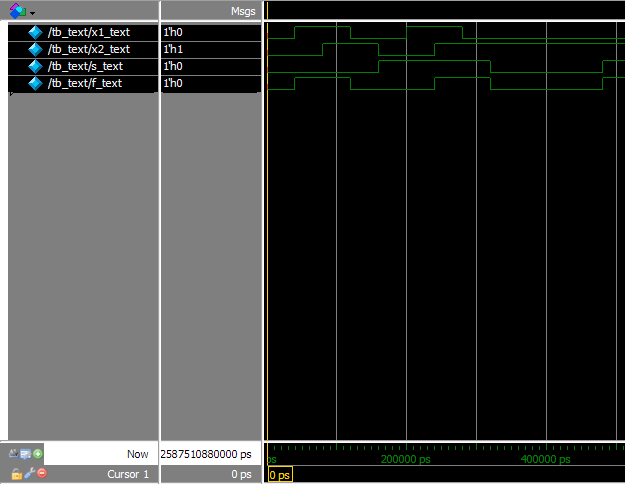 Msgs
/tb_text/x1_text 1'h0
/tb_text/x2_text 1'h1
/tb_text/s_text 1'h0
/tb_text/f_text 1'h0
Now 2587510880000 ps ps 200000 ps 400000 ps
Cursor 1 0 ps 0 ps